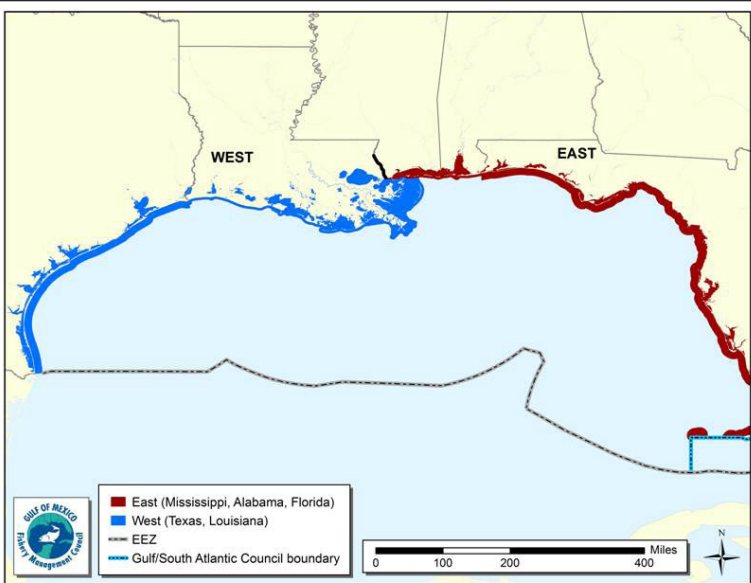 WEST
EAST
GULF OF MEXICO
Fishery Management Council
East (Mississippi, Alabama, Florida)
West (Texas, Louisiana)
EEZ
Gulf/South Atlantic Council boundary
Miles
0 100 200 400
N